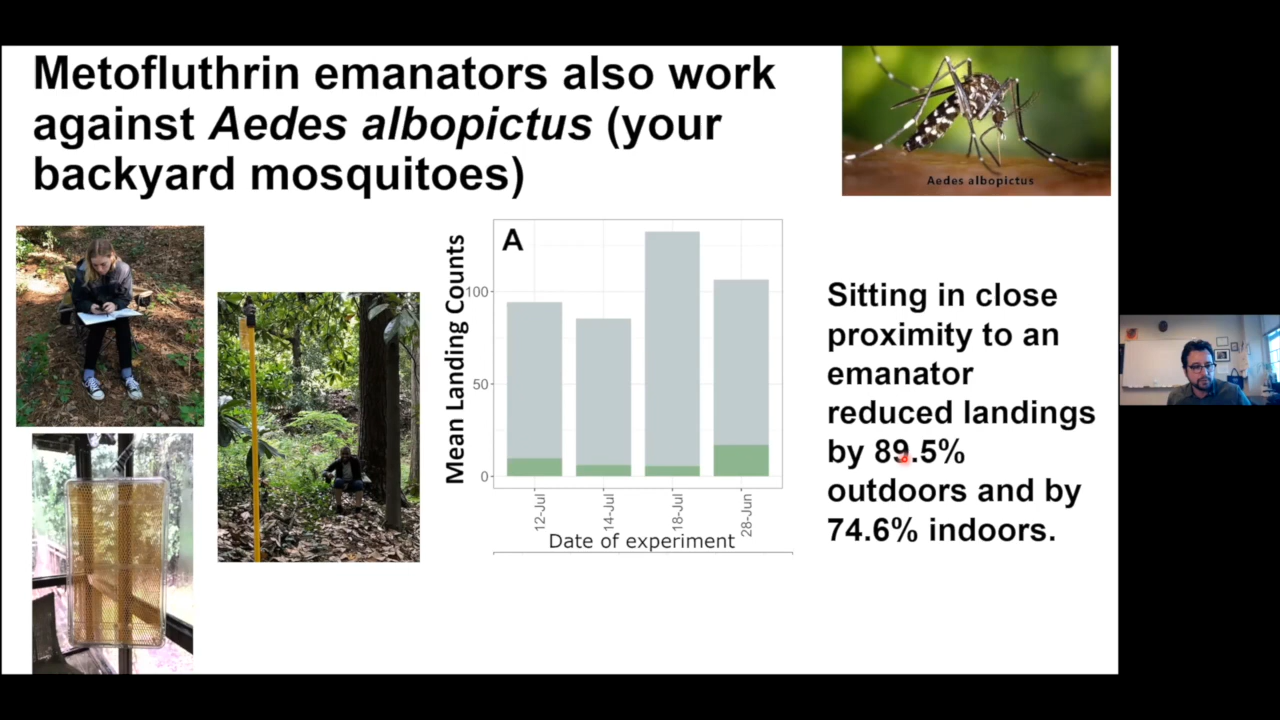 Metofluthrin emanators also work
against Aedes albopictus (your
backyard mosquitoes)
Aedes albopictus
A
Mean Landing Counts
100
50
0
12-Jul
14-Jul
18-Jul
28-Jun
Date of experiment
Sitting in close
proximity to an
emanator
reduced landings
by 89.5%
outdoors and by
74.6% indoors.